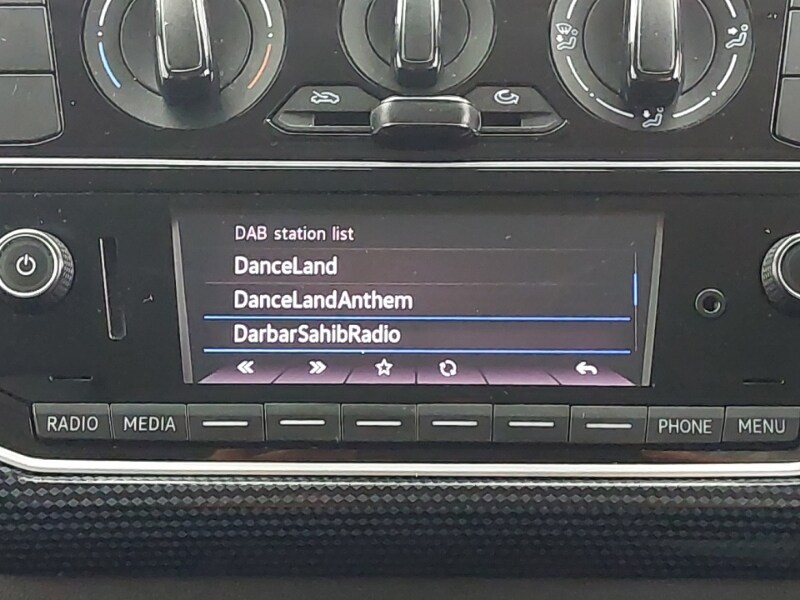 DAB station list
DanceLand
DanceLandAnthem
DarbarSahibRadio
RADIO MEDIA PHONE MENU